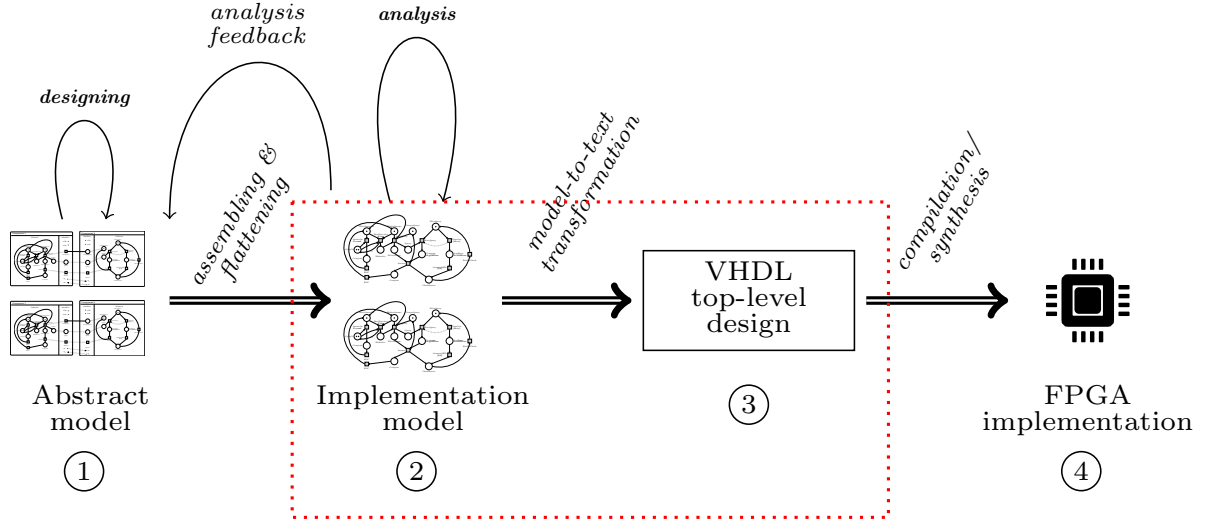 analysis
feedback
analysis
designing
assembling &
flattening
model-to-text
transformation
compilation/
synthesis
VHDL
top-level
design
Abstract
model
1
Implementation
model
2
3
FPGA
implementation
4